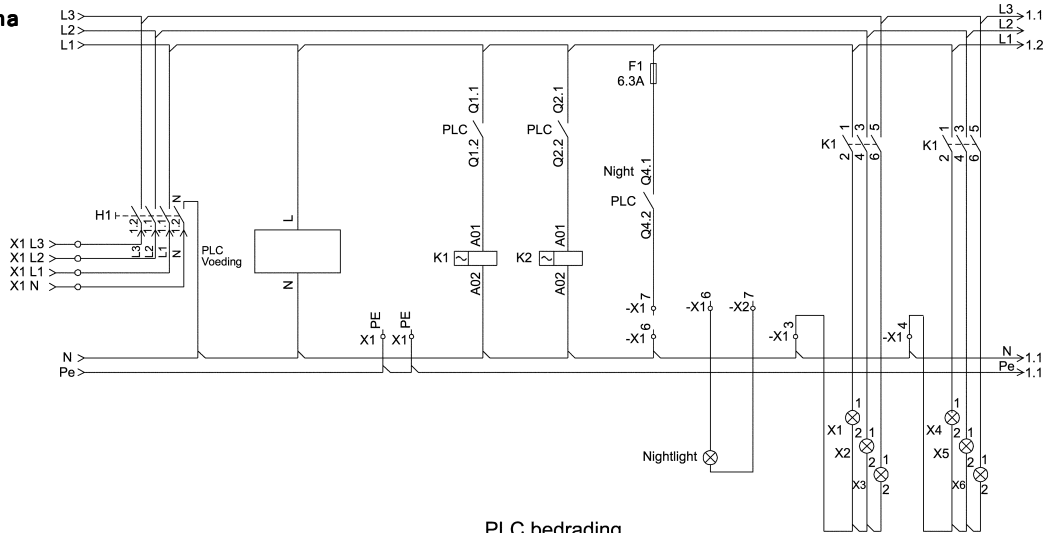 na
L3 L3 1.1
L2 L2
L1 L1 1.2
F1
6.3A
Q1.1 Q2.1
PLC PLC
Q1.2 Q2.2
1 3 5 1 3 5
K1 K1
2 4 6 2 4 6
Night Q4.1
PLC
Q4.2
N
H1
1.2 1.1 1.1 1.2
L3 L2 L1 N
X1 L3
X1 L2
X1 L1
X1 N
PLC
Voeding
L
N
A01 A01
K1 ~ K2 ~
A02 A02
-X1 7 -X1 6 -X2 7
PE PE
X1 X1
-X1 6 -X1 3 -X1 4
N N 1.1
Pe Pe 1.1
1 1
X1 2 X4 2
1 1
X2 2 X5 2
1 1
X3 2 X6 2
Nightlight
PLC bedrading